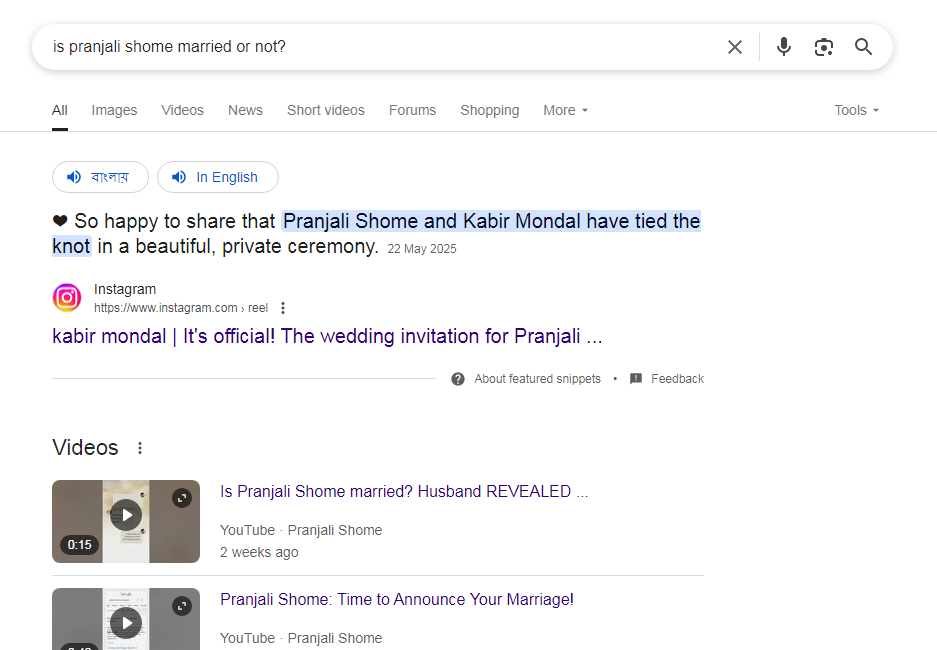 is pranjali shome married or not?
All Images Videos News Short videos Forums Shopping More Tools
বাংলায় In English
🖤 So happy to share that Pranjali Shome and Kabir Mondal have tied the
knot in a beautiful, private ceremony. 22 May 2025
Instagram
https://www.instagram.com › reel
kabir mondal | It's official! The wedding invitation for Pranjali ...
About featured snippets • Feedback
Videos
0:15
Is Pranjali Shome married? Husband REVEALED ...
YouTube · Pranjali Shome
2 weeks ago
Pranjali Shome: Time to Announce Your Marriage!
YouTube · Pranjali Shome